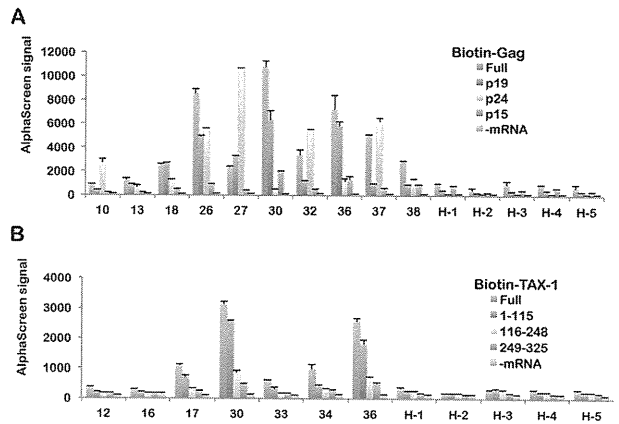 A
AlphaScreen signal
12000
10000
8000
6000
4000
2000
0
Biotin-Gag
Full
p19
p24
p15
-mRNA
10 13 18 26 27 30 32 36 37 38 H-1 H-2 H-3 H-4 H-5
B
AlphaScreen signal
4000
3000
2000
1000
0
Biotin-TAX-1
Full
1-115
116-248
249-325
-mRNA
12 16 17 30 33 34 36 H-1 H-2 H-3 H-4 H-5